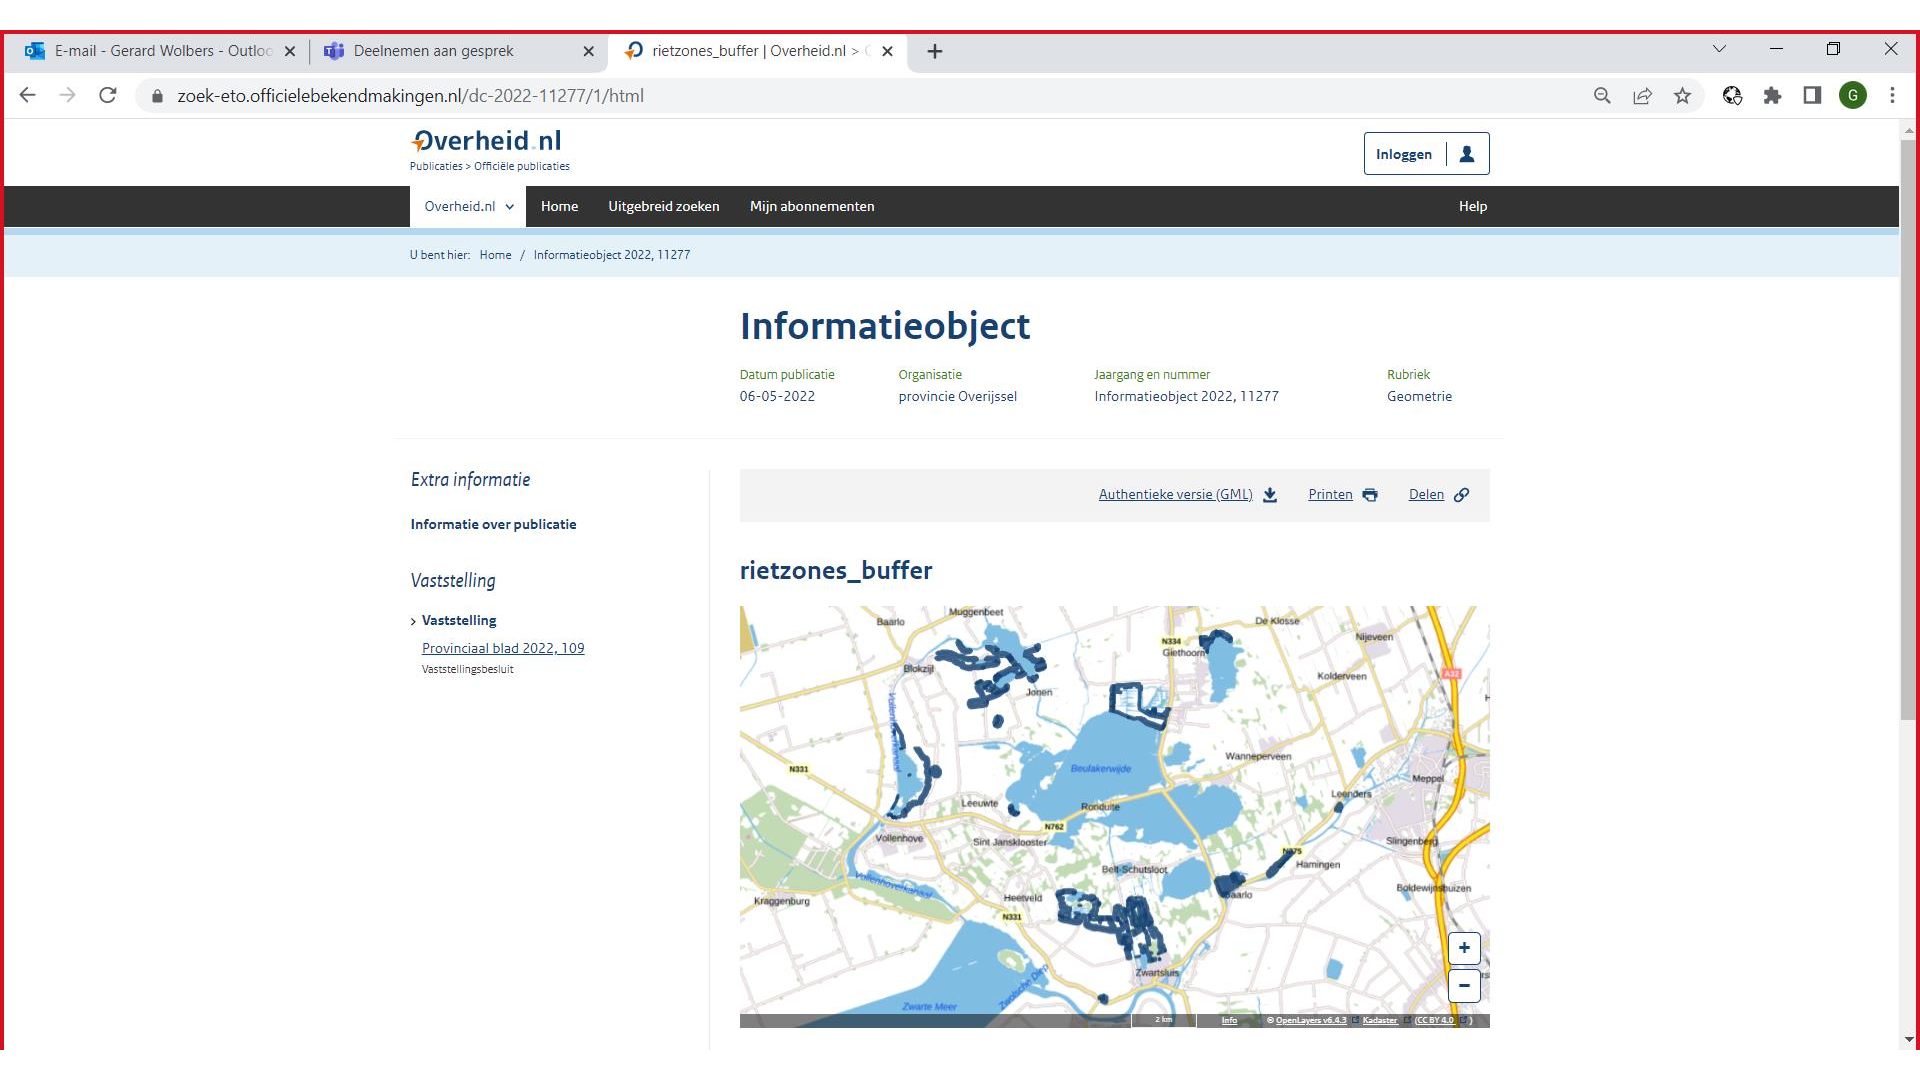 E-mail - Gerard Wolbers - Outloo
Deelnemen aan gesprek
rietzones_buffer | Overheid.nl >
zoek-eto.officielebekendmakingen.nl/dc-2022-11277/1/html
G
Overheid.nl
Publicaties > Officiële publicaties
Inloggen
Overheid.nl Home Uitgebreid zoeken Mijn abonnementen Help
U bent hier: Home / Informatieobject 2022, 11277
Informatieobject
Datum publicatie Organisatie Jaargang en nummer Rubriek
06-05-2022 provincie Overijssel Informatieobject 2022, 11277 Geometrie
Extra informatie
Informatie over publicatie
Vaststelling
› Vaststelling
Provinciaal blad 2022, 109
Vaststellingsbesluit
Authentieke versie (GML) Printen Delen
rietzones_buffer
Muggenbeet
Baarlo
De Klosse
Nijeveen
N334
Giethoorn
Blokzijl
Kolderveen
A32
Jonen
Wanneperveen
N331
Beulakerwijde
Meppel
Leenders
Leeuwte
Ronduite
N762
Vollenhove
Sint Jansklooster
Slingenberg
N375
Hamingen
Belt-Schutsloot
Vollenhoverkanaal
Boldewijnshuizen
Baarlo
Kraggenburg
Heetveld
N331
+
Zwartsluis
Zwolsche Diep
−
Zwarte Meer
2 km Info © OpenLayers v6.4.3 Kadaster (CC BY 4.0 )